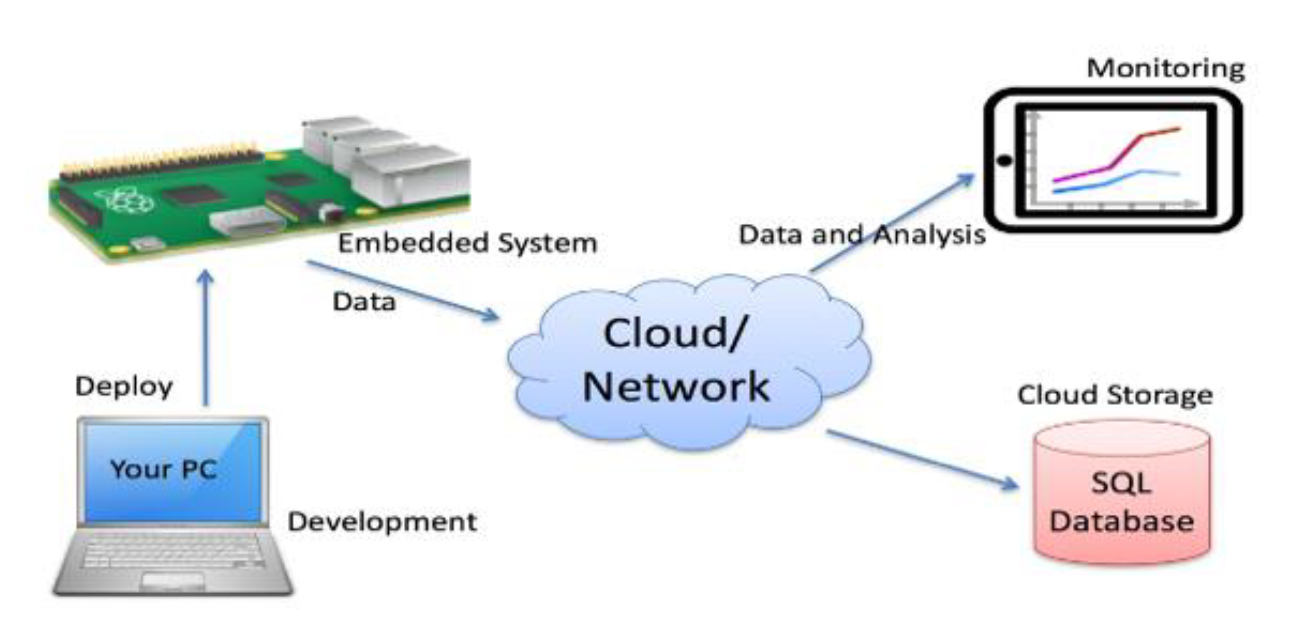 Monitoring
Embedded System
Data and Analysis
Data
Cloud/
Network
Deploy
Your PC
Development
Cloud Storage
SQL
Database